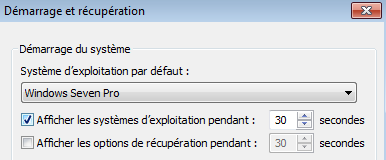 Démarrage et récupération
Démarrage du système
Système d'exploitation par défaut :
Windows Seven Pro
Afficher les systèmes d'exploitation pendant : 30 secondes
Afficher les options de récupération pendant : 30 secondes